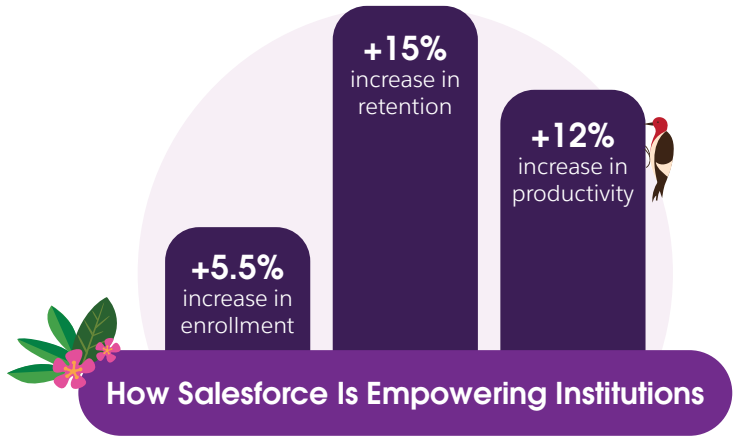 +15%
increase in
retention
+12%
increase in
productivity
+5.5%
increase in
enrollment
How Salesforce Is Empowering Institutions